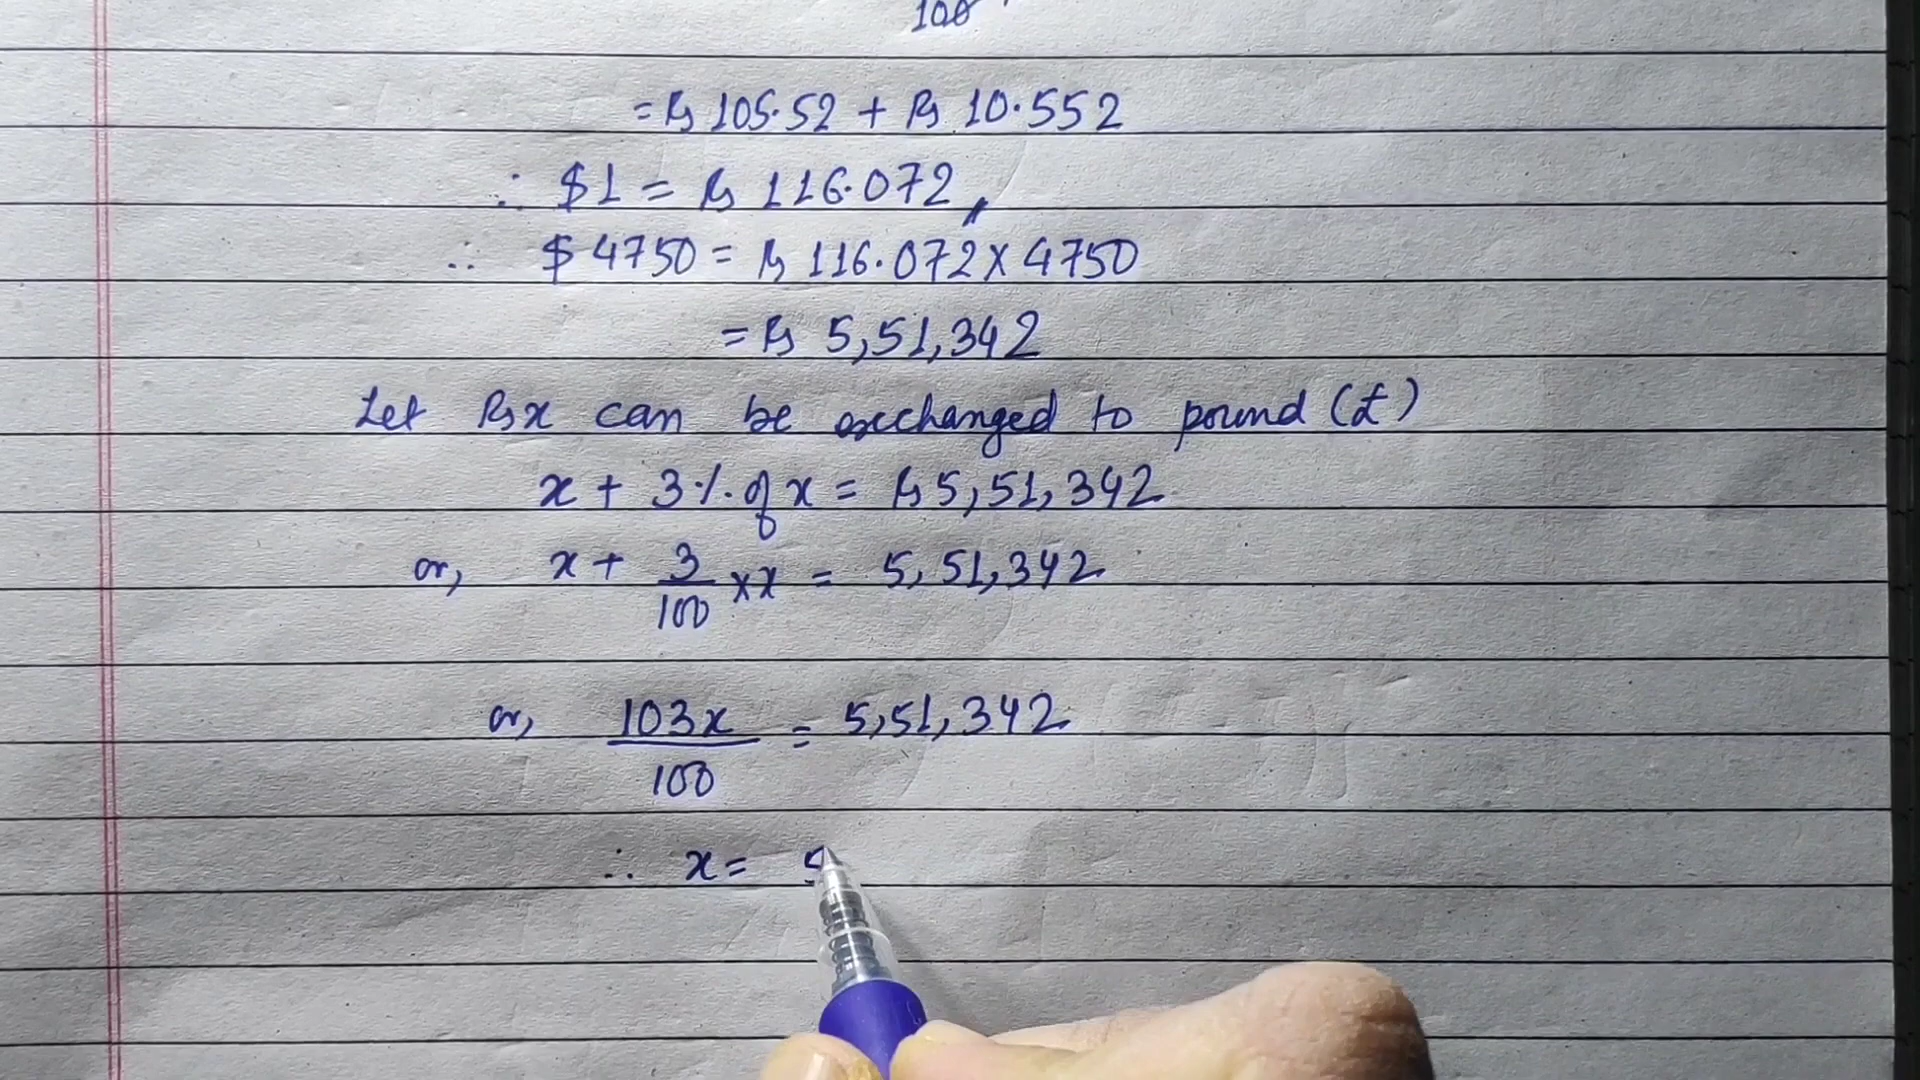 100
= Rs 105.52 + Rs 10.552
∴ $1 = Rs 116.072
∴ $4750 = Rs 116.072 × 4750
= Rs 5,51,342
Let Rs x can be exchanged to pound (£)
x + 3% of x = Rs 5,51,342
or, x + 3/100 × x = 5,51,342
or, 103x/100 = 5,51,342
∴ x = 5